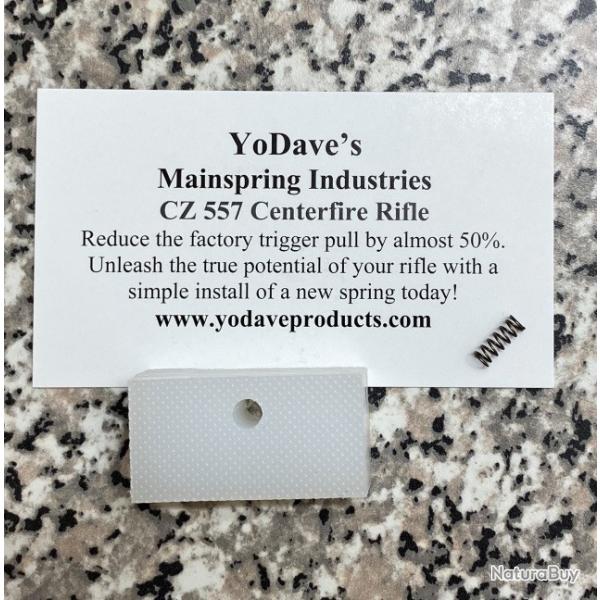 YoDave's
Mainspring Industries
CZ 557 Centerfire Rifle
Reduce the factory trigger pull by almost 50%.
Unleash the true potential of your rifle with a
simple install of a new spring today!
www.yodaveproducts.com
NaturaBuy